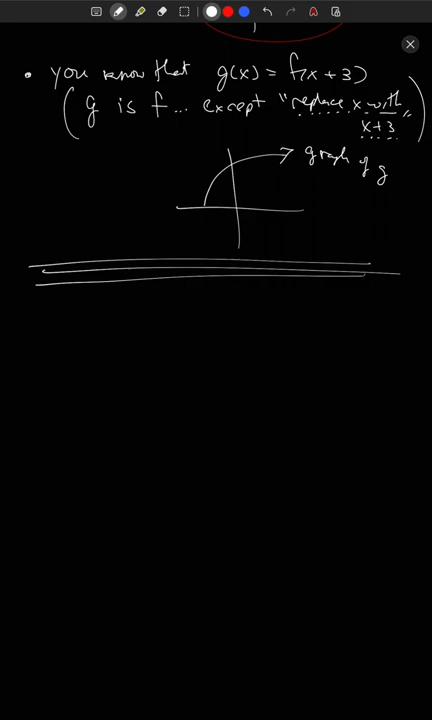 • you know that g(x) = f(x + 3)
( g is f... except "replace x with
x+3" )
graph of g